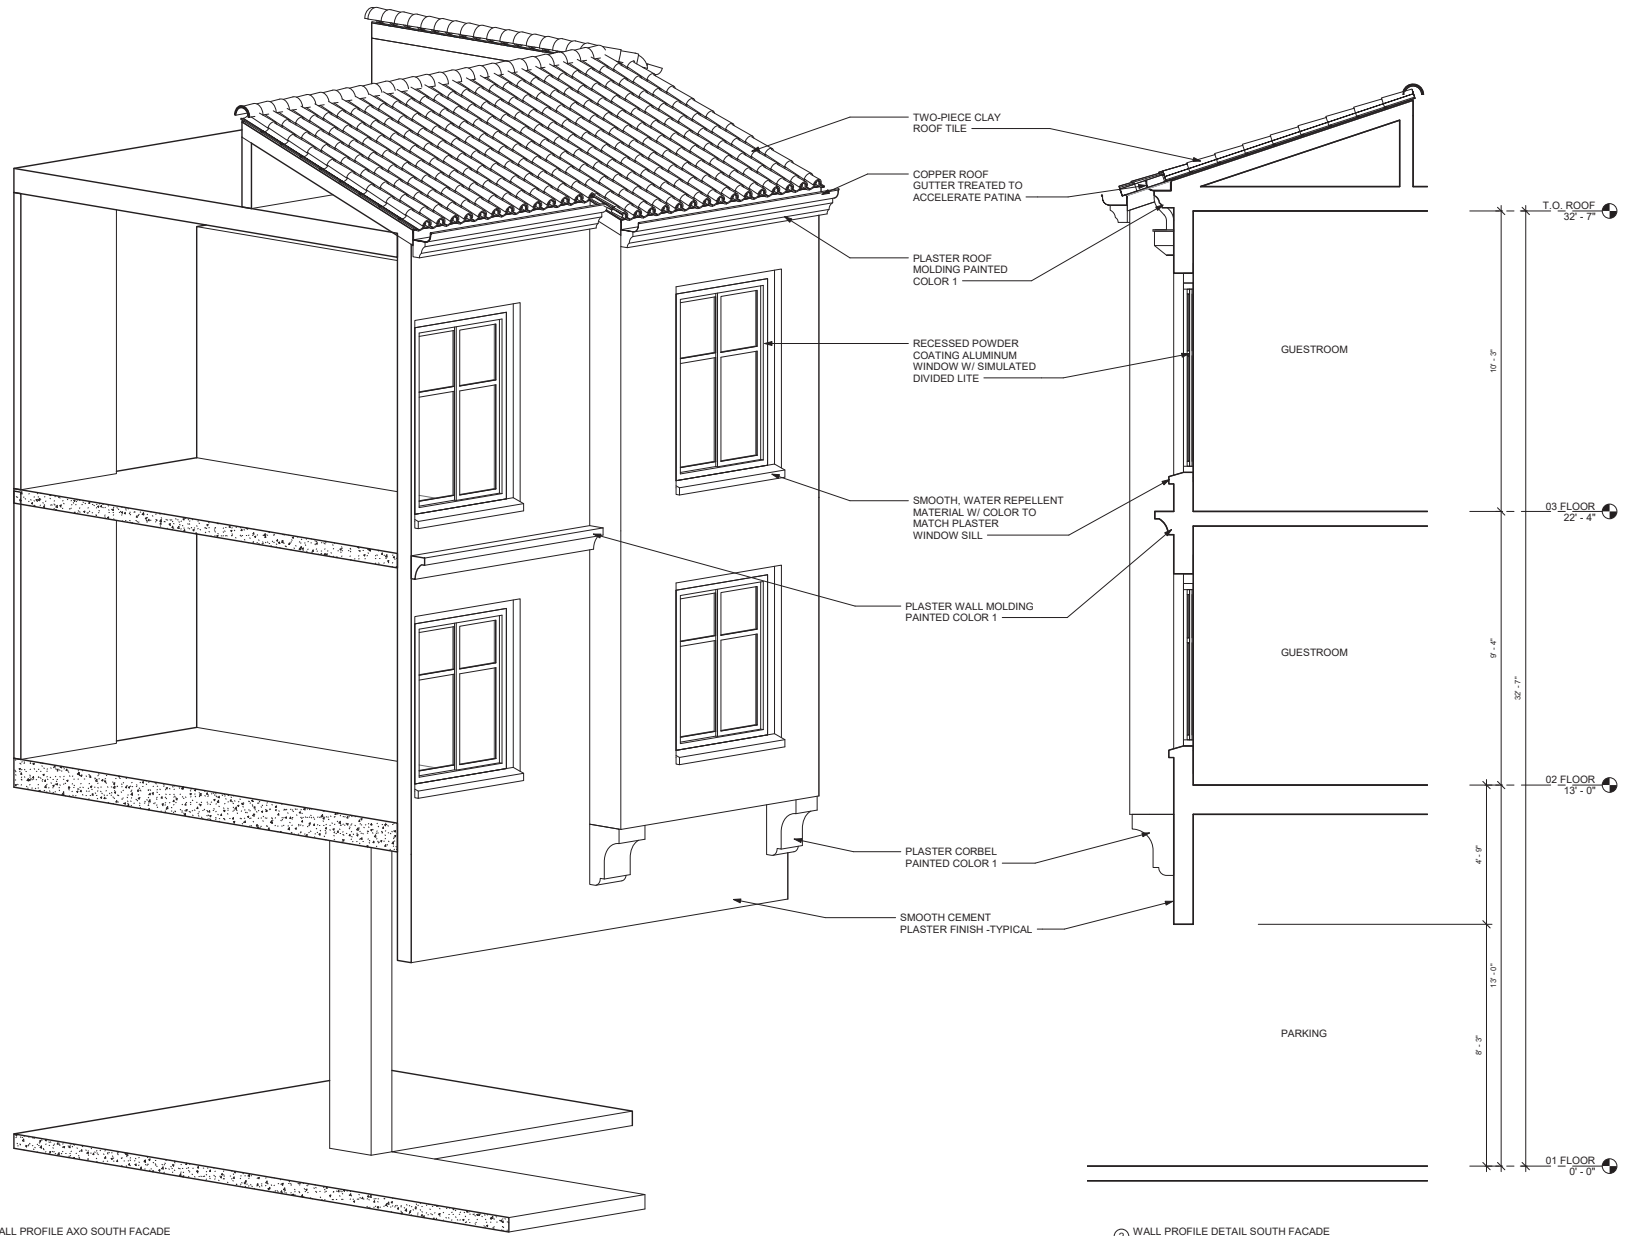 TWO-PIECE CLAY
ROOF TILE
COPPER ROOF
GUTTER TREATED TO
ACCELERATE PATINA
PLASTER ROOF
MOLDING PAINTED
COLOR 1
RECESSED POWDER
COATING ALUMINUM
WINDOW W/ SIMULATED
DIVIDED LITE
SMOOTH, WATER REPELLENT
MATERIAL W/ COLOR TO
MATCH PLASTER
WINDOW SILL
PLASTER WALL MOLDING
PAINTED COLOR 1
PLASTER CORBEL
PAINTED COLOR 1
SMOOTH CEMENT
PLASTER FINISH -TYPICAL
GUESTROOM
GUESTROOM
PARKING
10' - 3"
9' - 4"
32' - 7"
4' - 9"
13' - 0"
8' - 3"
T.O. ROOF
32' - 7"
03 FLOOR
22' - 4"
02 FLOOR
13' - 0"
01 FLOOR
0' - 0"
ALL PROFILE AXO SOUTH FACADE
2 WALL PROFILE DETAIL SOUTH FACADE